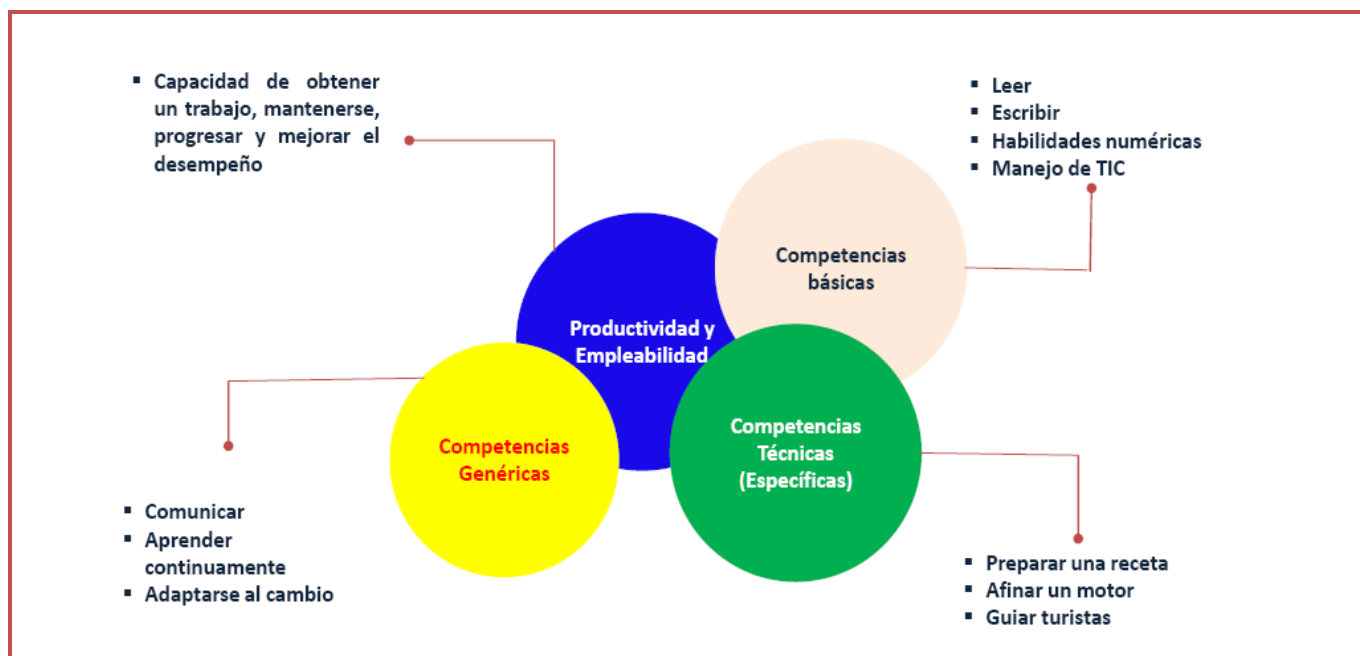 ▪ Capacidad de obtener
un trabajo, mantenerse,
progresar y mejorar el
desempeño
▪ Leer
▪ Escribir
▪ Habilidades numéricas
▪ Manejo de TIC
Competencias
básicas
Productividad y
Empleabilidad
Competencias
Genéricas
Competencias
Técnicas
(Específicas)
▪ Comunicar
▪ Aprender
continuamente
▪ Adaptarse al cambio
▪ Preparar una receta
▪ Afinar un motor
▪ Guiar turistas